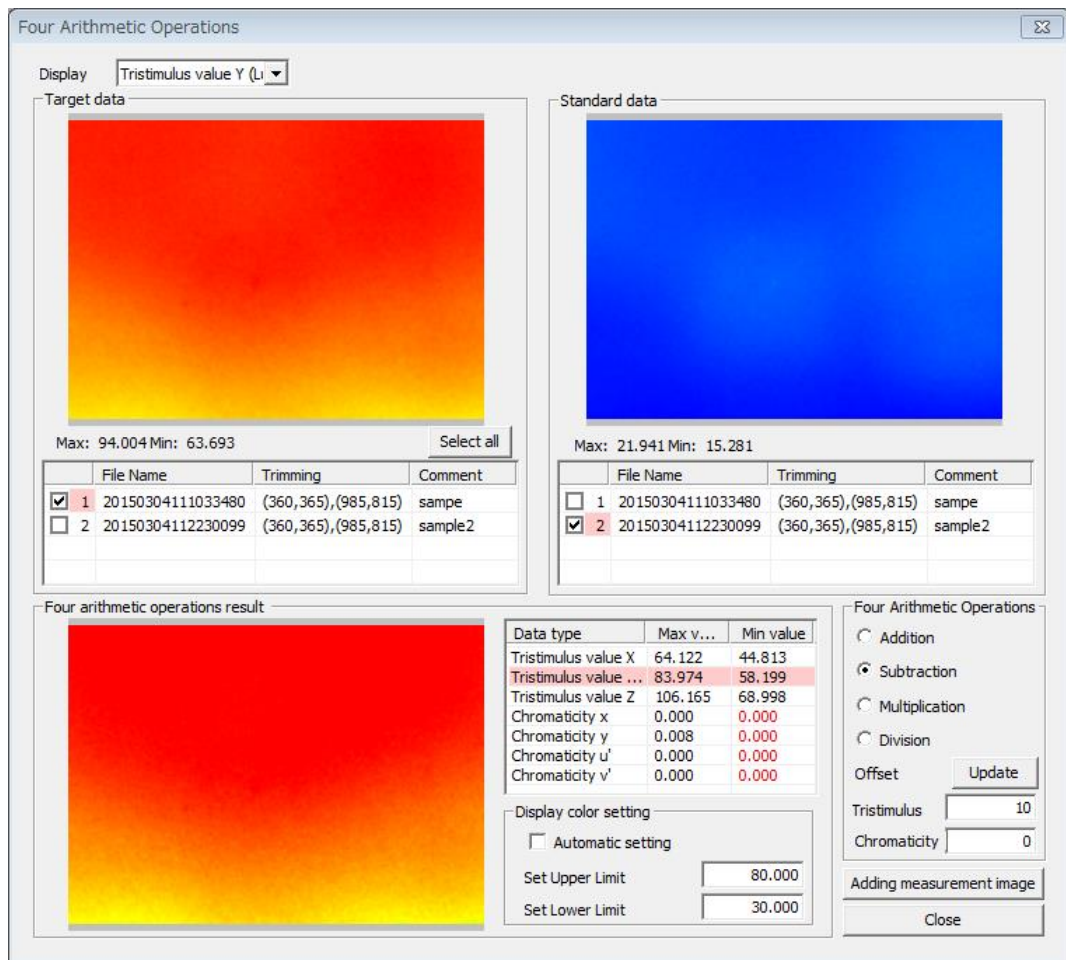 Four Arithmetic Operations
Display Tristimulus value Y (Lu
Target data
Max: 94.004 Min: 63.693 Select all
File Name Trimming Comment
1 20150304111033480 (360,365),(985,815) sampe
2 20150304112230099 (360,365),(985,815) sample2
Standard data
Max: 21.941 Min: 15.281
File Name Trimming Comment
1 20150304111033480 (360,365),(985,815) sampe
2 20150304112230099 (360,365),(985,815) sample2
Four arithmetic operations result
Data type Max v... Min value
Tristimulus value X 64.122 44.813
Tristimulus value ... 83.974 58.199
Tristimulus value Z 106.165 68.998
Chromaticity x 0.000 0.000
Chromaticity y 0.008 0.000
Chromaticity u' 0.000 0.000
Chromaticity v' 0.000 0.000
Display color setting
Automatic setting
Set Upper Limit 80.000
Set Lower Limit 30.000
Four Arithmetic Operations
Addition
Subtraction
Multiplication
Division
Offset Update
Tristimulus 10
Chromaticity 0
Adding measurement image
Close